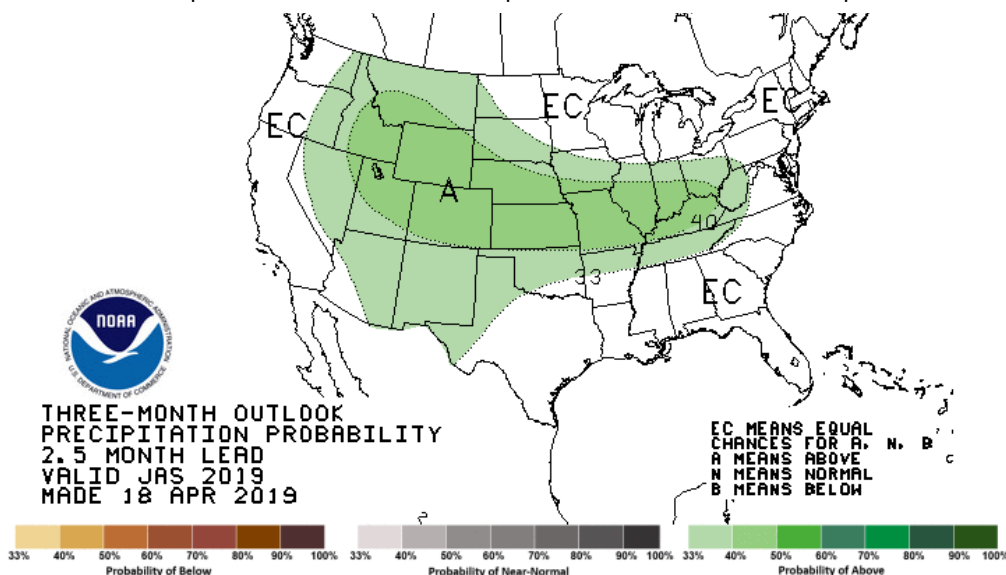 EC
EC
EC
A
40
33
EC
NATIONAL OCEANIC AND ATMOSPHERIC ADMINISTRATION
NOAA
U.S. DEPARTMENT OF COMMERCE
THREE-MONTH OUTLOOK
PRECIPITATION PROBABILITY
2.5 MONTH LEAD
VALID JAS 2019
MADE 18 APR 2019
EC MEANS EQUAL
CHANCES FOR A, N, B
A MEANS ABOVE
N MEANS NORMAL
B MEANS BELOW
33% 40% 50% 60% 70% 80% 90% 100%
Probability of Below
33% 40% 50% 60% 70% 80% 90% 100%
Probability of Near-Normal
33% 40% 50% 60% 70% 80% 90% 100%
Probability of Above